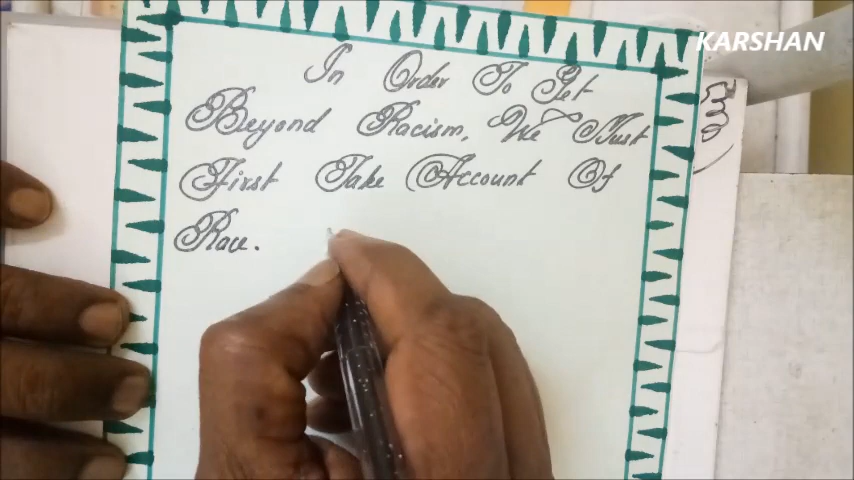 KARSHAN
In Order To Get
Beyond Racism, We Must
First Take Account Of
Race.